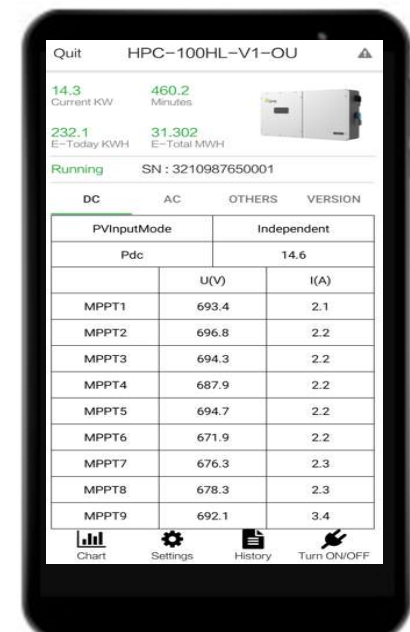 Quit HPC-100HL-V1-OU
14.3 460.2
Current KW Minutes
232.1 31.302
E-Today KWH E-Total MWH
Running SN : 3210987650001
DC AC OTHERS VERSION
PVInputMode Independent
Pdc 14.6
U(V) I(A)
MPPT1 693.4 2.1
MPPT2 696.8 2.2
MPPT3 694.3 2.2
MPPT4 687.9 2.2
MPPT5 694.7 2.2
MPPT6 671.9 2.2
MPPT7 676.3 2.3
MPPT8 678.3 2.3
MPPT9 692.1 3.4
Chart Settings History Turn ON/OFF